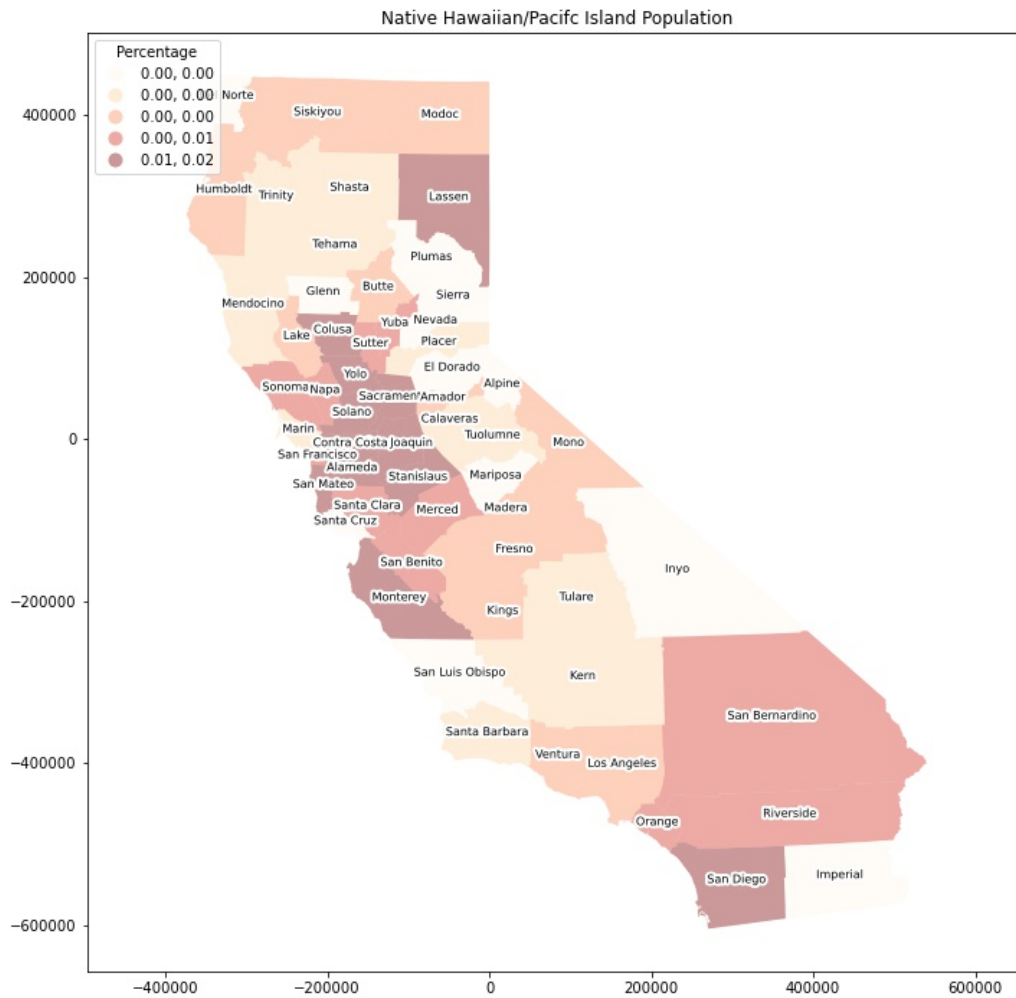 Native Hawaiian/Pacifc Island Population
Percentage
0.00, 0.00
0.00, 0.00
0.00, 0.00
0.00, 0.01
0.01, 0.02
Norte
Siskiyou
Modoc
Humboldt
Trinity
Shasta
Lassen
Tehama
Plumas
Glenn
Butte
Sierra
Mendocino
Yuba
Nevada
Lake
Colusa
Sutter
Placer
Yolo
El Dorado
Sonoma
Napa
Sacramen
Amador
Alpine
Solano
Calaveras
Marin
Tuolumne
Contra Costa
Joaquin
Mono
San Francisco
Alameda
Stanislaus
Mariposa
San Mateo
Santa Clara
Merced
Madera
Santa Cruz
San Benito
Fresno
Inyo
Monterey
Kings
Tulare
San Luis Obispo
Kern
Santa Barbara
San Bernardino
Ventura
Los Angeles
Orange
Riverside
San Diego
Imperial
400000
200000
0
−200000
−400000
−600000
−400000
−200000
0
200000
400000
600000